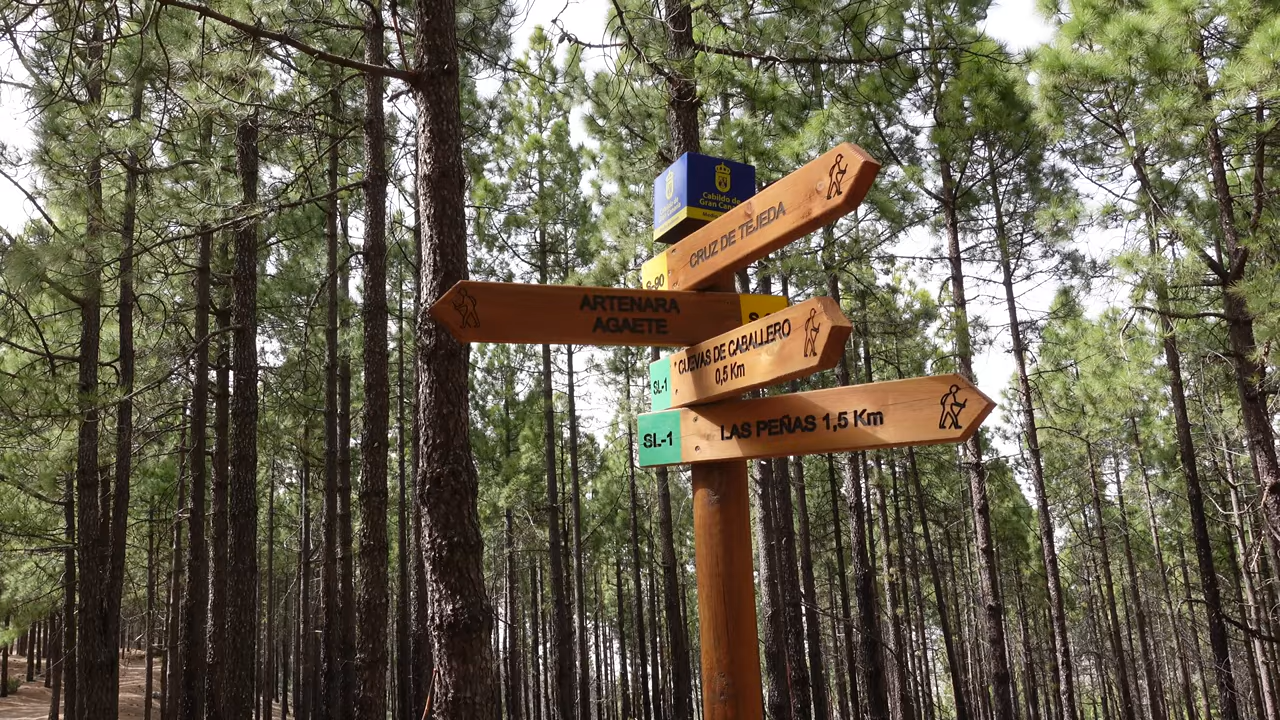 Cabildo de
Gran Canaria
CRUZ DE TEJEDA
S-90
ARTENARA
AGAETE
CUEVAS DE CABALLERO
0,5 Km
SL-1
LAS PEÑAS 1,5 Km
SL-1